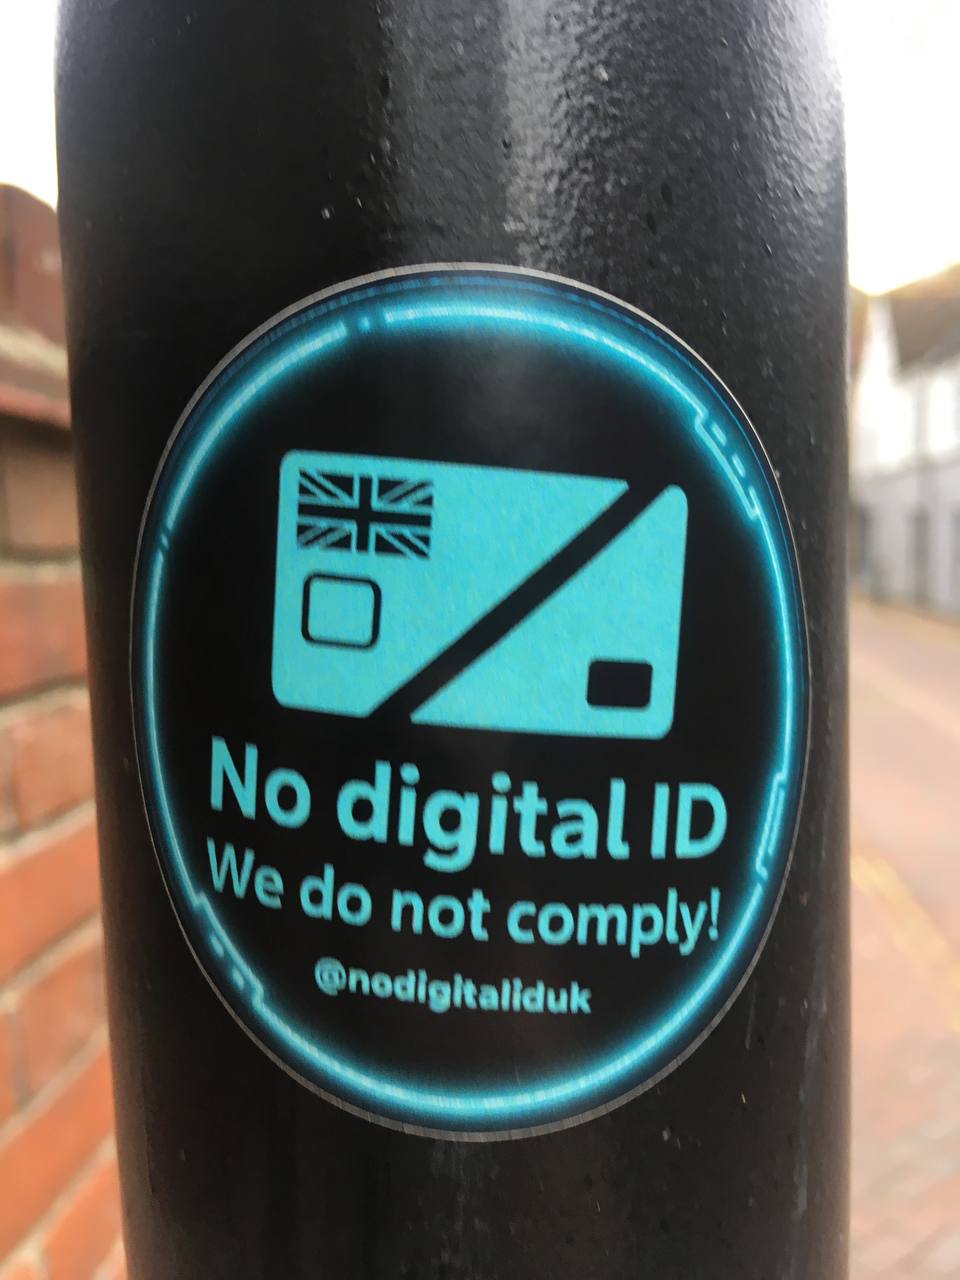 No digital ID
We do not comply!
@nodigitaliduk